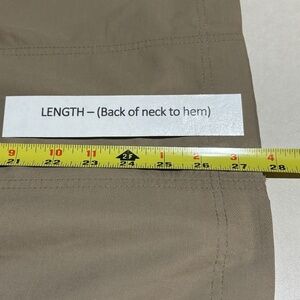 LENGTH – (Back of neck to hem)
9 10 11 2F 1 2 3 4
21 22 23 24 25 26 27 28